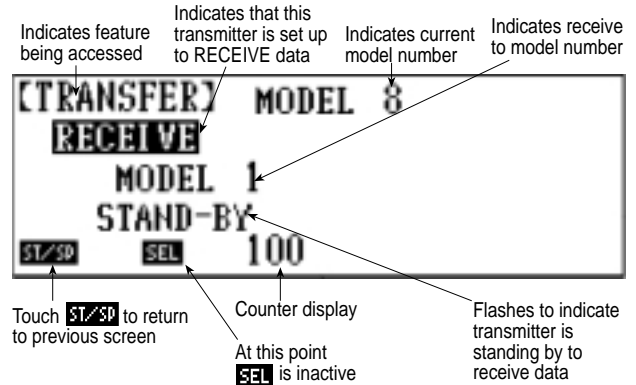 Indicates feature
being accessed
Indicates that this
transmitter is set up
to RECEIVE data
Indicates current
model number
Indicates receive
to model number
[TRANSFER] MODEL 8
RECEIVE
MODEL 1
STAND-BY
ST/SP SEL 100
Touch ST/SP to return
to previous screen
At this point
SEL is inactive
Counter display
Flashes to indicate
transmitter is
standing by to
receive data